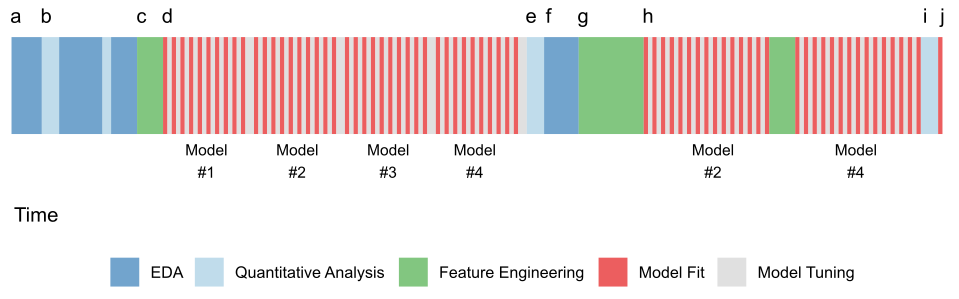 a b c d e f g h i j
Model Model Model Model Model Model
#1 #2 #3 #4 #2 #4
Time
EDA Quantitative Analysis Feature Engineering Model Fit Model Tuning